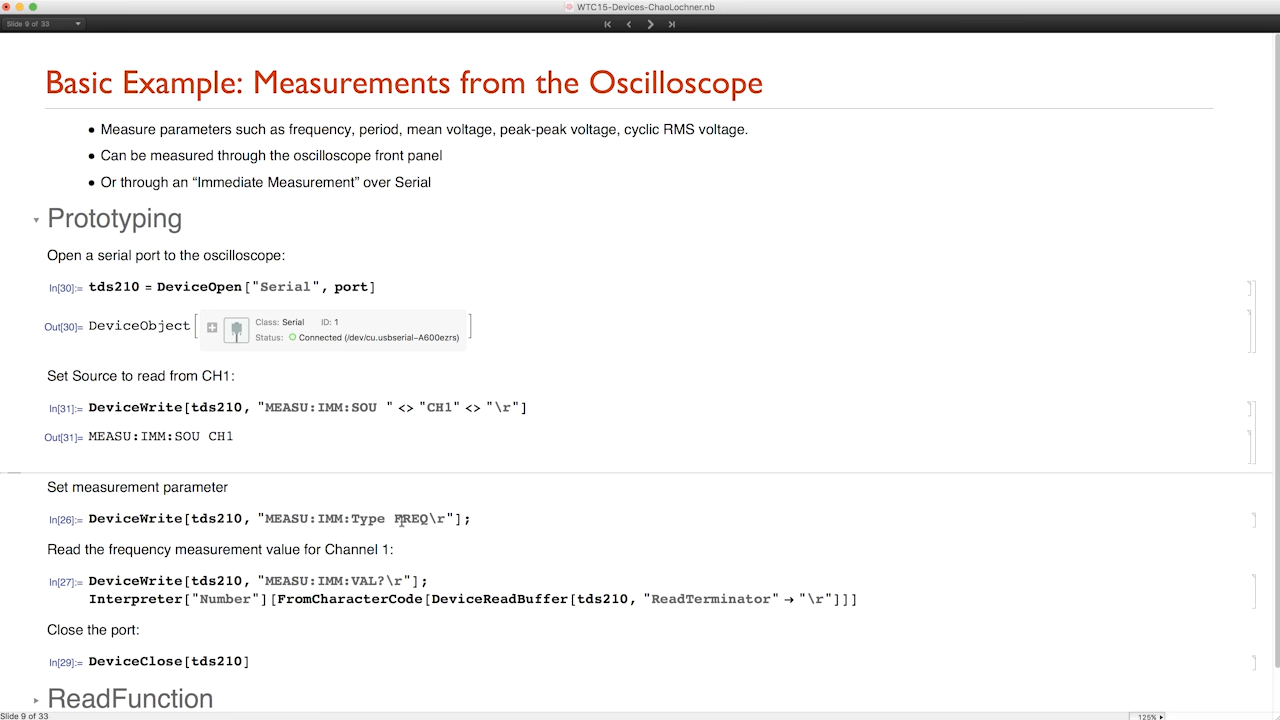 WTC15-Devices-ChaoLochner.nb
Slide 9 of 33
Basic Example: Measurements from the Oscilloscope
• Measure parameters such as frequency, period, mean voltage, peak-peak voltage, cyclic RMS voltage.
• Can be measured through the oscilloscope front panel
• Or through an “Immediate Measurement” over Serial
Prototyping
Open a serial port to the oscilloscope:
In[30]:= tds210 = DeviceOpen["Serial", port]
Out[30]= DeviceObject[
Class: Serial ID: 1
Status: Connected (/dev/cu.usbserial-A600ezrs)
]
Set Source to read from CH1:
In[31]:= DeviceWrite[tds210, "MEASU:IMM:SOU " <> "CH1" <> "\r"]
Out[31]= MEASU:IMM:SOU CH1
Set measurement parameter
In[26]:= DeviceWrite[tds210, "MEASU:IMM:Type FREQ\r"];
Read the frequency measurement value for Channel 1:
In[27]:= DeviceWrite[tds210, "MEASU:IMM:VAL?\r"];
Interpreter["Number"][FromCharacterCode[DeviceReadBuffer[tds210, "ReadTerminator" → "\r"]]]
Close the port:
In[29]:= DeviceClose[tds210]
ReadFunction
Slide 9 of 33
125%